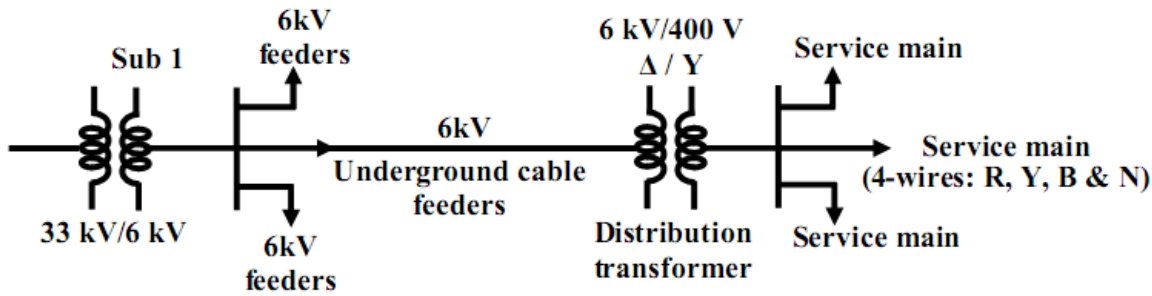 Sub 1
33 kV/6 kV
6kV
feeders
6kV
feeders
6kV
Underground cable
feeders
6 kV/400 V
Δ / Y
Distribution
transformer
Service main
Service main
(4-wires: R, Y, B & N)
Service main